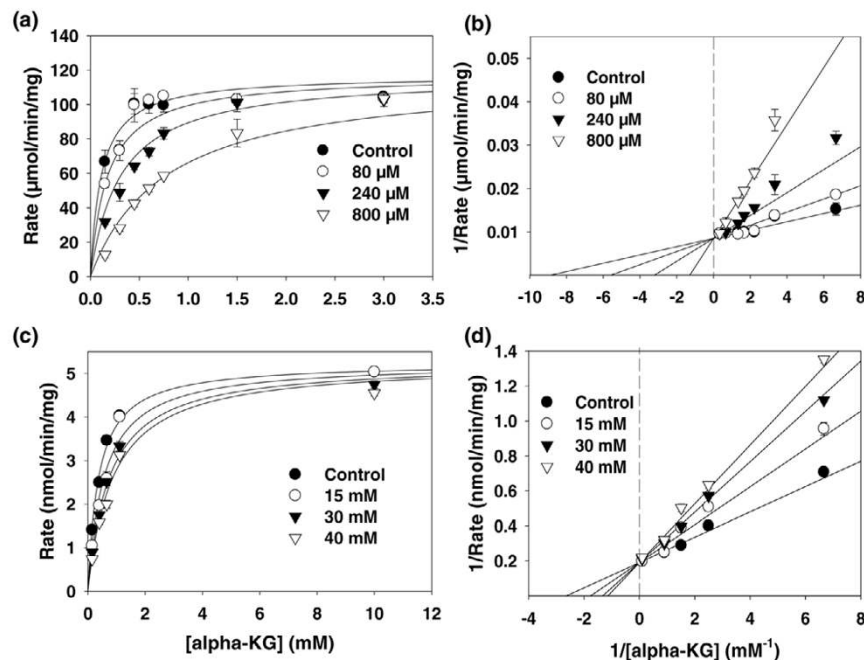 (a)
Rate (µmol/min/mg)
140
120
100
80
60
40
20
0
Control
80 µM
240 µM
800 µM
0.0 0.5 1.0 1.5 2.0 2.5 3.0 3.5
(b)
1/Rate (µmol/min/mg)
0.05
0.04
0.03
0.02
0.01
Control
80 µM
240 µM
800 µM
-10 -8 -6 -4 -2 0 2 4 6 8
(c)
Rate (nmol/min/mg)
5
4
3
2
1
0
Control
15 mM
30 mM
40 mM
0 2 4 6 8 10 12
[alpha-KG] (mM)
(d)
1/Rate (nmol/min/mg)
1.4
1.2
1.0
0.8
0.6
0.4
0.2
Control
15 mM
30 mM
40 mM
-4 -2 0 2 4 6 8
1/[alpha-KG] (mM⁻¹)